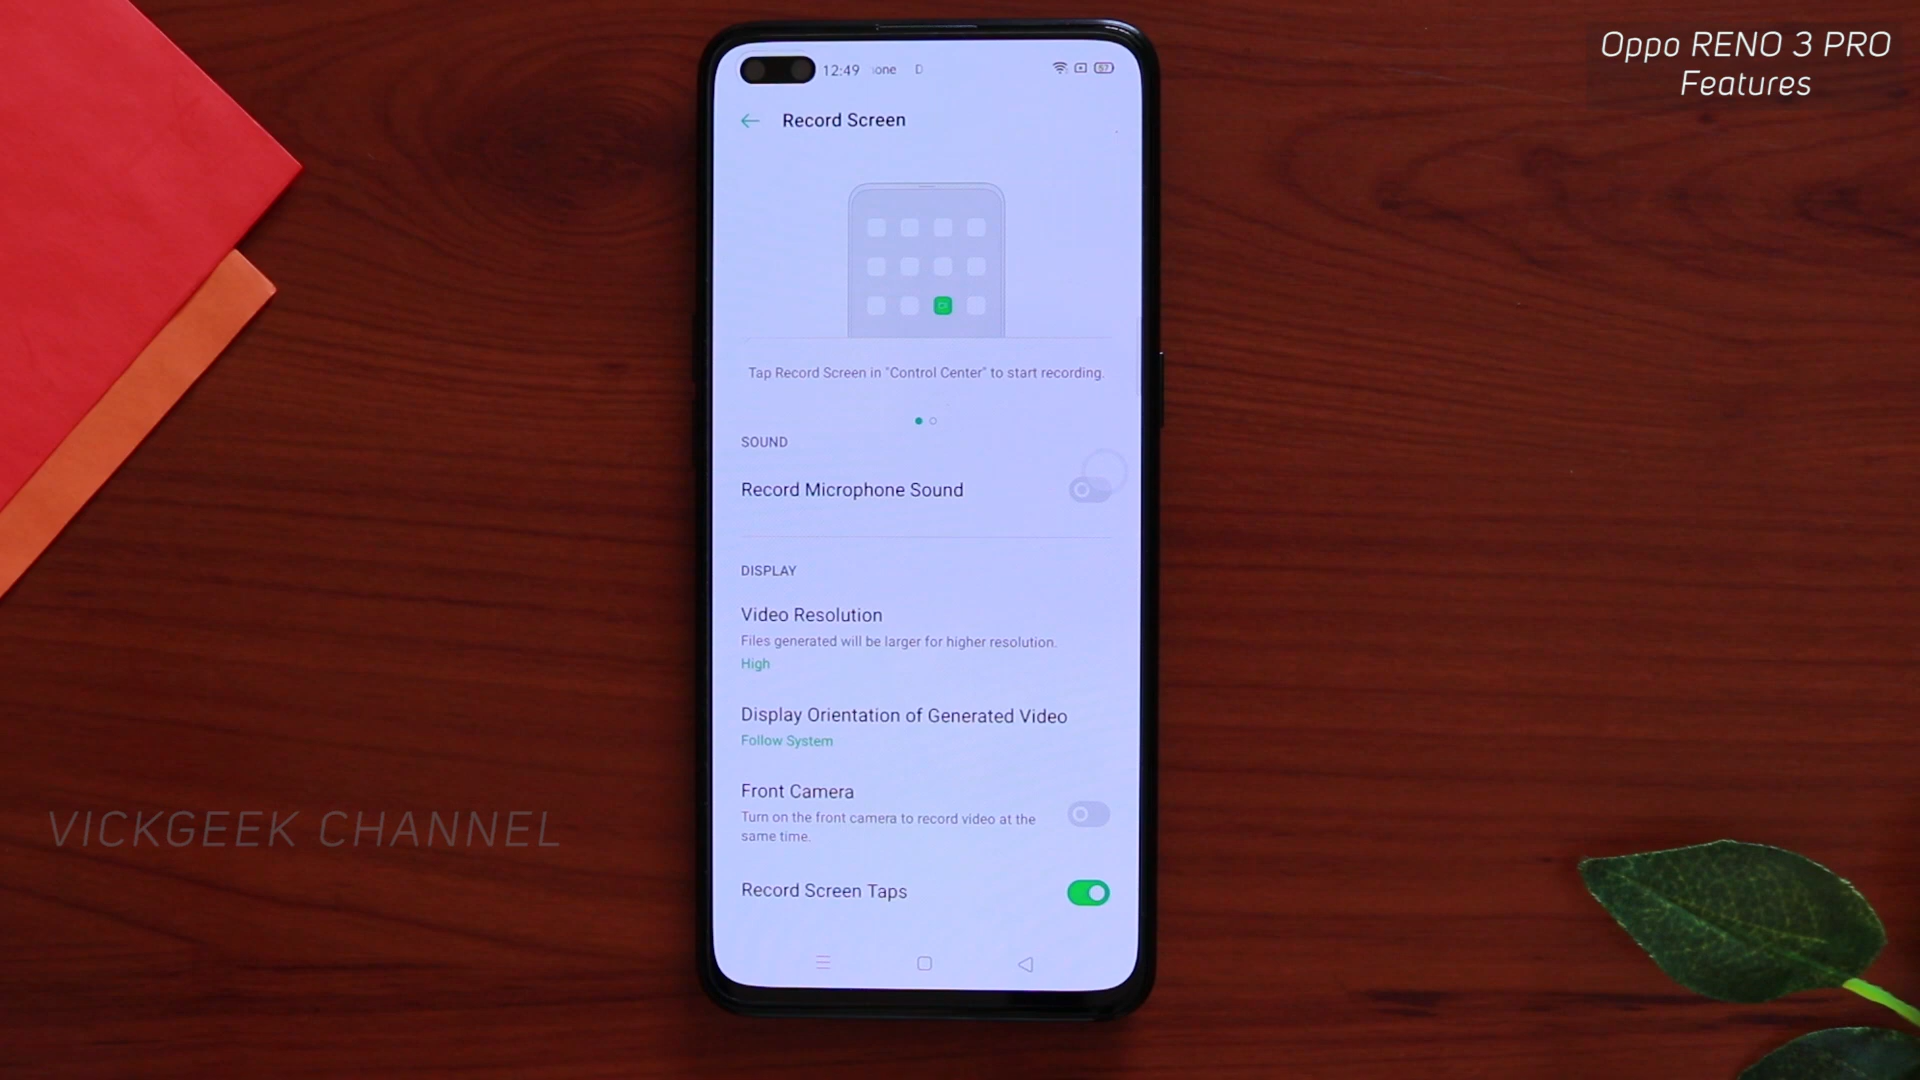 Oppo RENO 3 PRO
Features
12:49 one D
57
Record Screen
Tap Record Screen in "Control Center" to start recording.
SOUND
Record Microphone Sound
DISPLAY
Video Resolution
Files generated will be larger for higher resolution.
High
Display Orientation of Generated Video
Follow System
Front Camera
Turn on the front camera to record video at the
same time.
Record Screen Taps
VICKGEEK CHANNEL